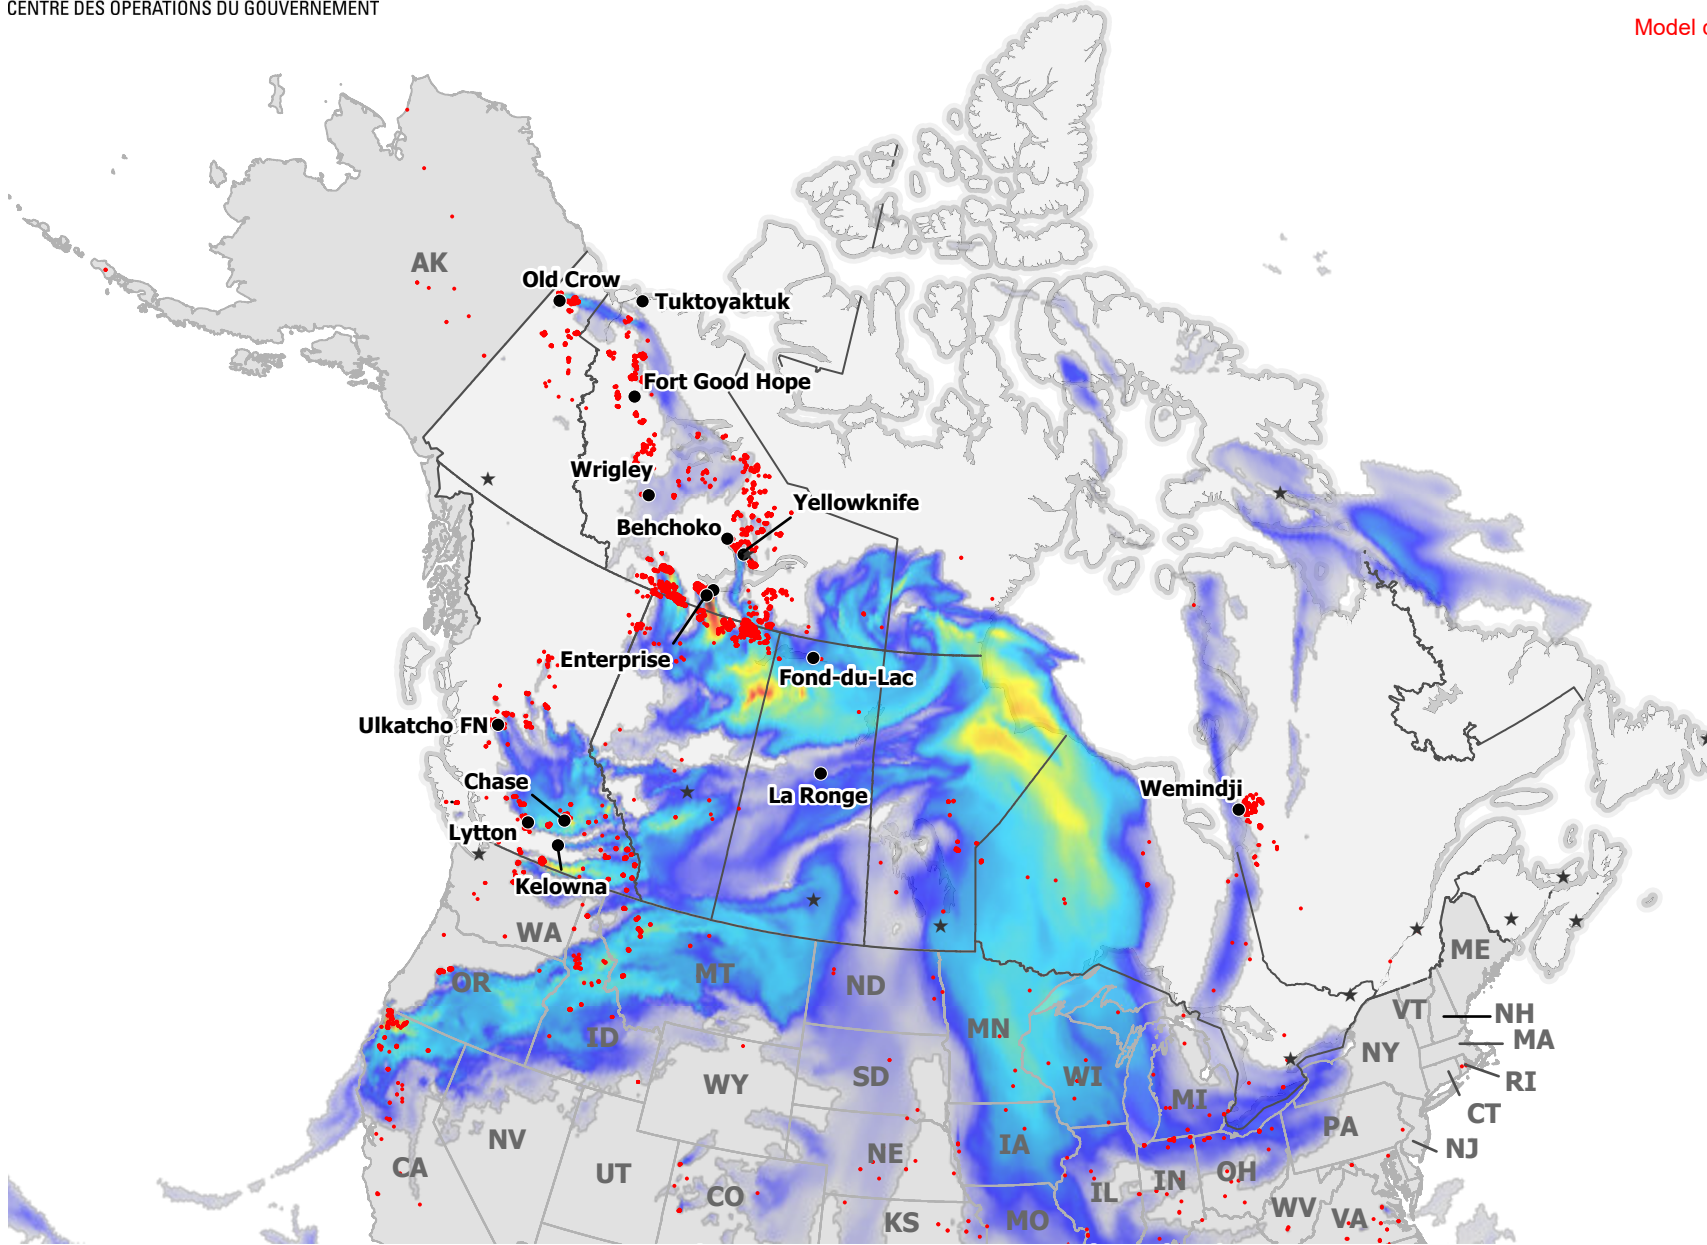 CENTRE DES OPÉRATIONS DU GOUVERNEMENT
Model
AK
Old Crow
Tuktoyaktuk
Fort Good Hope
Wrigley
Yellowknife
Behchoko
Enterprise
Fond-du-Lac
Ulkatcho FN
Chase
La Ronge
Wemindji
Lytton
Kelowna
WA
ME
OR
MT
ND
VT
NH
MN
MA
ID
NY
WY
SD
WI
MI
RI
CT
NV
NE
IA
PA
NJ
CA
UT
CO
IL
IN
OH
KS
MO
WV
VA